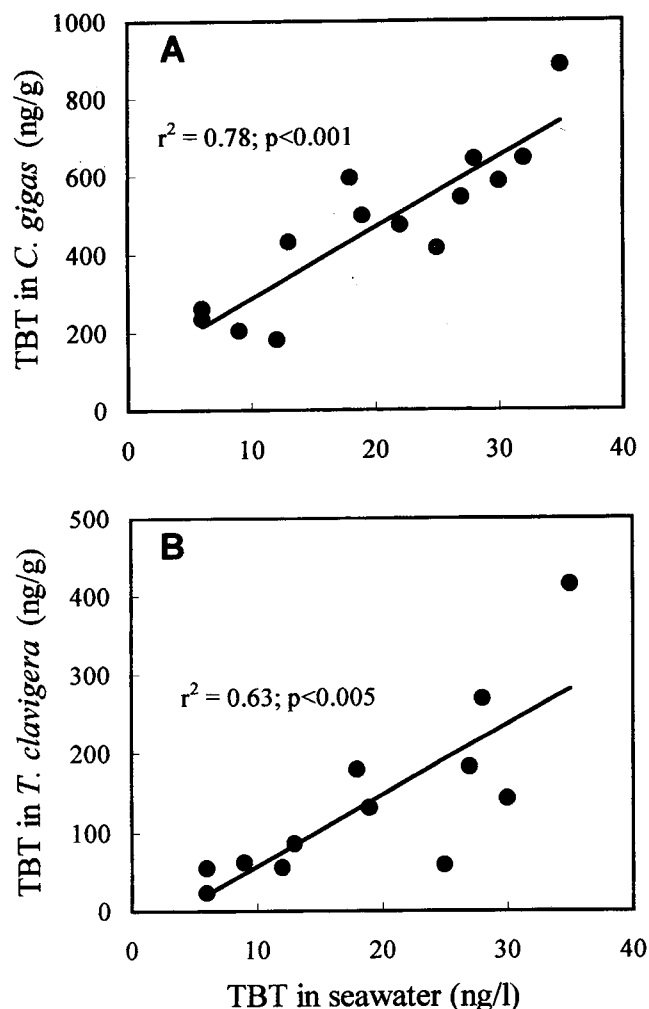 A
r² = 0.78; p<0.001
TBT in C. gigas (ng/g)
1000
800
600
400
200
0
0 10 20 30 40
B
r² = 0.63; p<0.005
TBT in T. clavigera (ng/g)
500
400
300
200
100
0
0 10 20 30 40
TBT in seawater (ng/l)